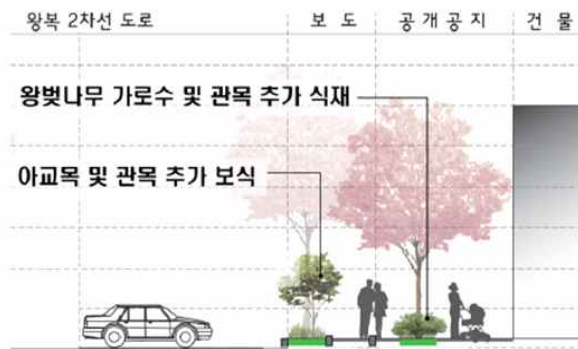 왕복 2차선 도로 보 도 공 개 공 지 건 물
왕벚나무 가로수 및 관목 추가 식재
아교목 및 관목 추가 보식